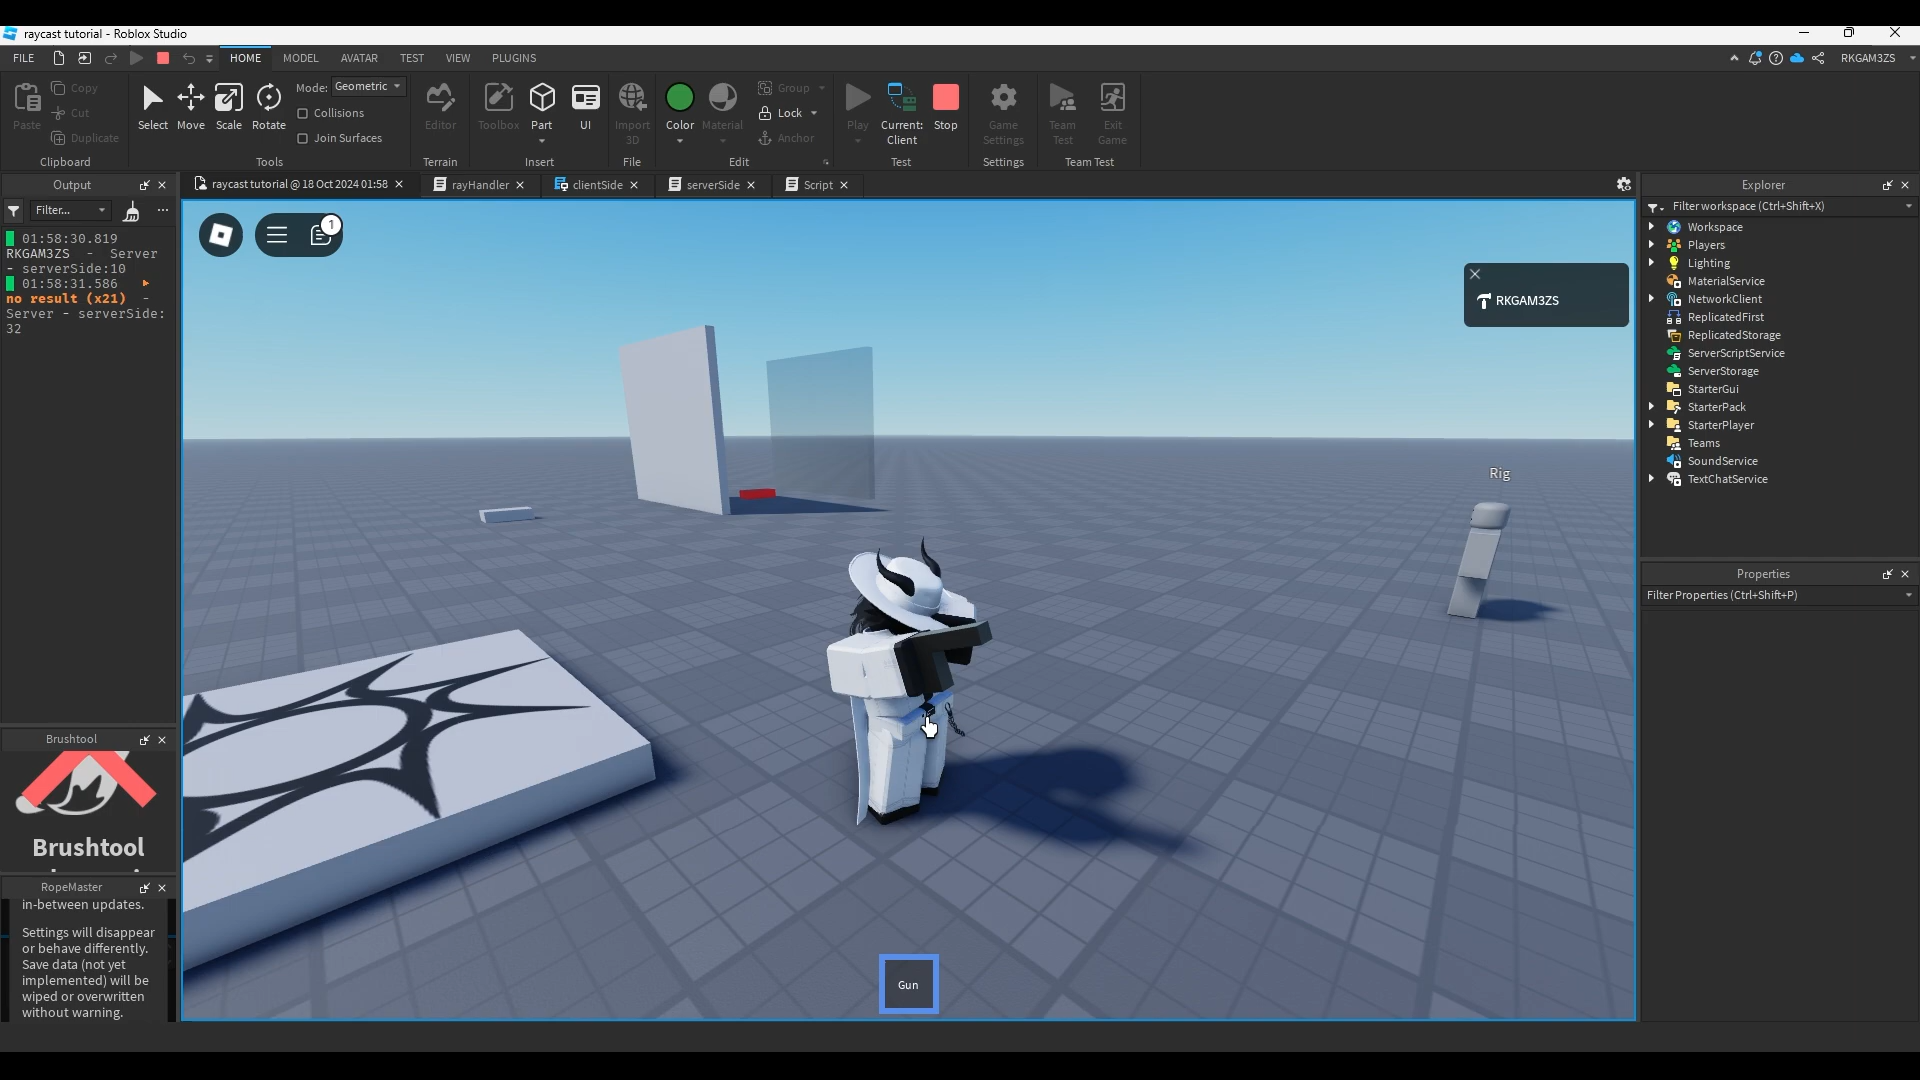 raycast tutorial - Roblox Studio
FILE
HOME
MODEL
AVATAR
TEST
VIEW
PLUGINS
RKGAM3ZS
Paste
Copy
Cut
Duplicate
Clipboard
Select
Move
Scale
Rotate
Mode: Geometric
Collisions
Join Surfaces
Tools
Editor
Terrain
Toolbox
Part
UI
Insert
Import
3D
File
Color
Material
Group
Lock
Anchor
Edit
Play
Current:
Client
Stop
Test
Game
Settings
Settings
Team
Test
Exit
Game
Team Test
Output
Filter...
01:58:30.819
RKGAM3ZS - Server
- serverSide:10
01:58:31.586
no result (x21) -
Server - serverSide:
32
Brushtool
Brushtool
RopeMaster
in-between updates.
Settings will disappear
or behave differently.
Save data (not yet
implemented) will be
wiped or overwritten
without warning.
raycast tutorial @ 18 Oct 2024 01:58
rayHandler
clientSide
serverSide
Script
1
RKGAM3ZS
Rig
Gun
Explorer
Filter workspace (Ctrl+Shift+X)
Workspace
Players
Lighting
MaterialService
NetworkClient
ReplicatedFirst
ReplicatedStorage
ServerScriptService
ServerStorage
StarterGui
StarterPack
StarterPlayer
Teams
SoundService
TextChatService
Properties
Filter Properties (Ctrl+Shift+P)